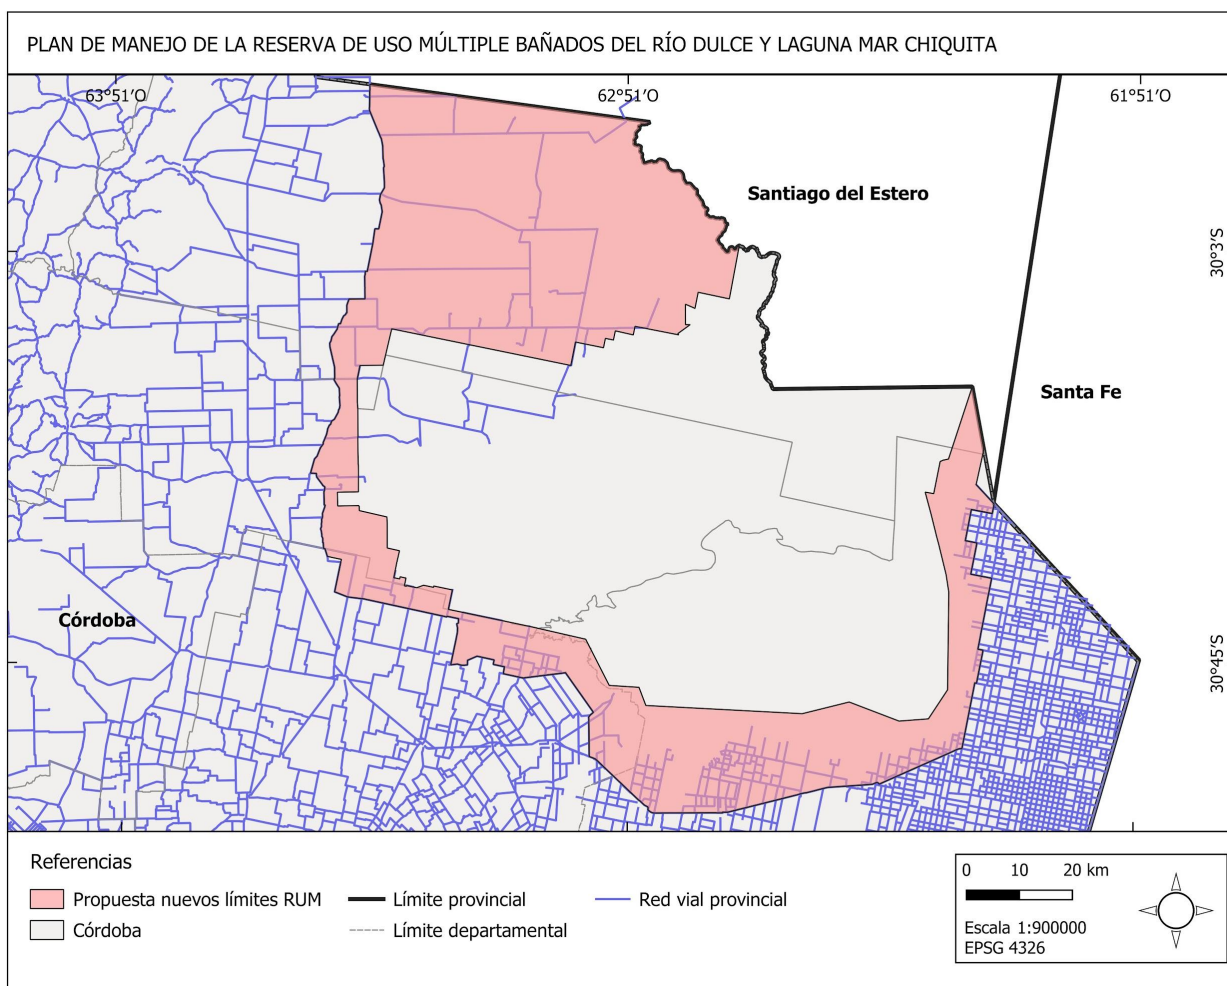 PLAN DE MANEJO DE LA RESERVA DE USO MÚLTIPLE BAÑADOS DEL RÍO DULCE Y LAGUNA MAR CHIQUITA
63°51′O
62°51′O
61°51′O
Santiago del Estero
30°3′S
Santa Fe
Córdoba
30°45′S
Referencias
Propuesta nuevos límites RUM
Límite provincial
Red vial provincial
Córdoba
Límite departamental
0 10 20 km
Escala 1:900000
EPSG 4326